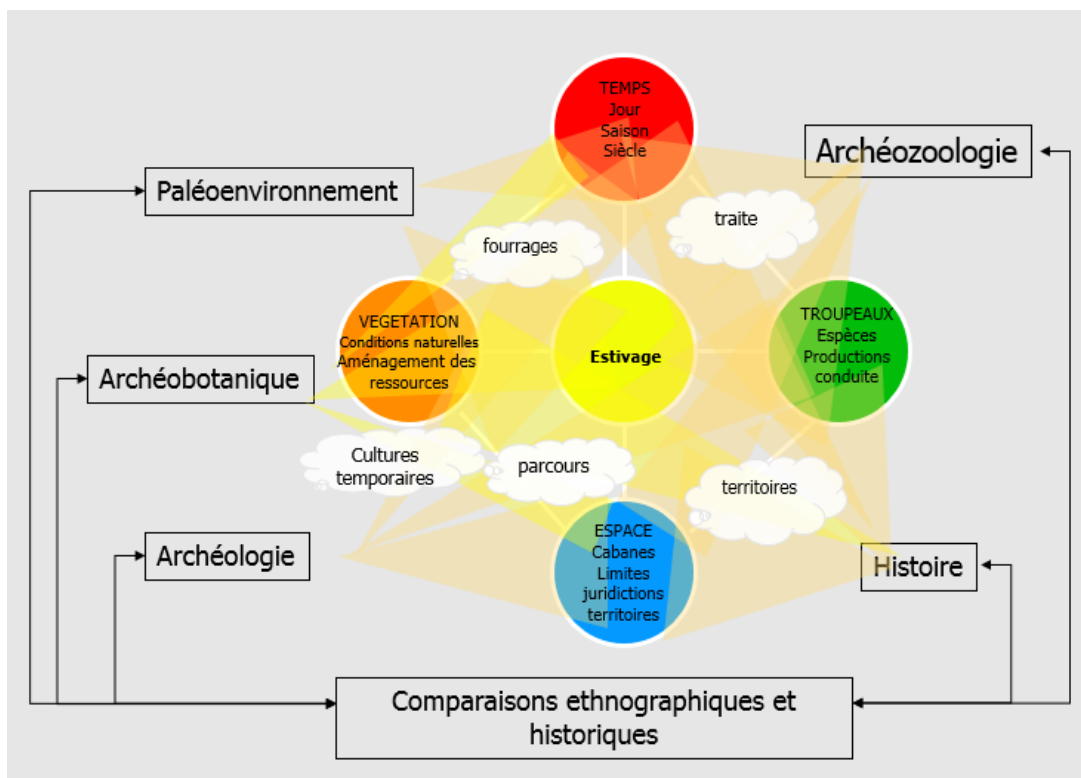 TEMPS
Jour
Saison
Siècle
Archéozoologie
Paléoenvironnement
traite
fourrages
VEGETATION
Conditions naturelles
Aménagement des
ressources
Estivage
TROUPEAUX
Espèces
Productions
conduite
Archéobotanique
Cultures
temporaires
parcours
territoires
Archéologie
ESPACE
Cabanes
Limites
juridictions
territoires
Histoire
Comparaisons ethnographiques et
historiques